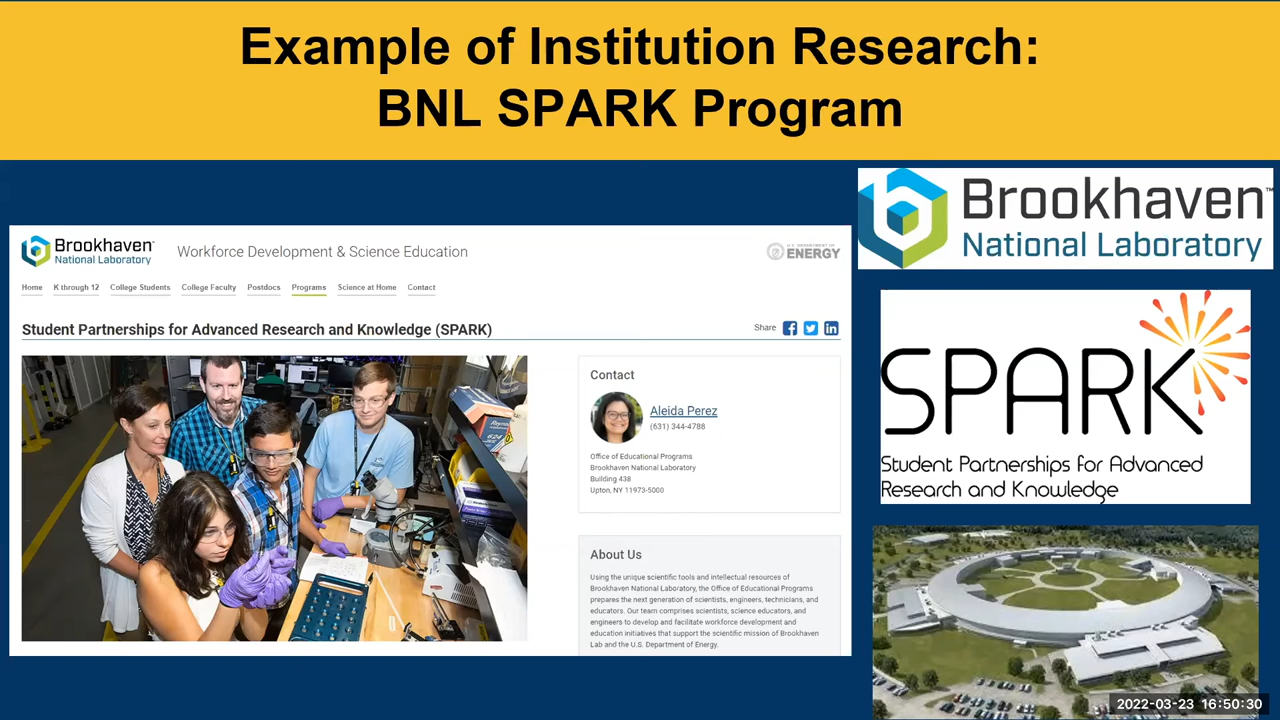 Example of Institution Research:
BNL SPARK Program
Brookhaven™
National Laboratory
Brookhaven
National Laboratory
Workforce Development & Science Education
U.S. DEPARTMENT OF
ENERGY
Home K through 12 College Students College Faculty Postdocs Programs Science at Home Contact
Student Partnerships for Advanced Research and Knowledge (SPARK)
Share
Contact
Aleida Perez
(631) 344-4788
Office of Educational Programs
Brookhaven National Laboratory
Building 438
Upton, NY 11973-5000
About Us
Using the unique scientific tools and intellectual resources of
Brookhaven National Laboratory, the Office of Educational Programs
prepares the next generation of scientists, engineers, technicians, and
educators. Our team comprises scientists, science educators, and
engineers to develop and facilitate workforce development and
education initiatives that support the scientific mission of Brookhaven
Lab and the U.S. Department of Energy.
SPARK
Student Partnerships for Advanced
Research and Knowledge
2022-03-23 16:50:30